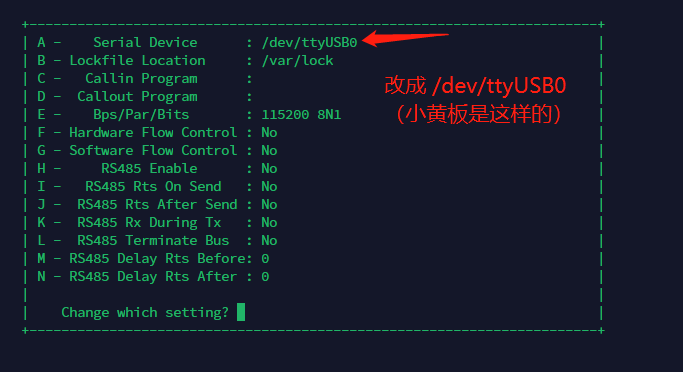 A - Serial Device : /dev/ttyUSB0
B - Lockfile Location : /var/lock
C - Callin Program :
D - Callout Program :
E - Bps/Par/Bits : 115200 8N1
F - Hardware Flow Control : No
G - Software Flow Control : No
H - RS485 Enable : No
I - RS485 Rts On Send : No
J - RS485 Rts After Send : No
K - RS485 Rx During Tx : No
L - RS485 Terminate Bus : No
M - RS485 Delay Rts Before: 0
N - RS485 Delay Rts After : 0
Change which setting?
改成 /dev/ttyUSB0
（小黄板是这样的）